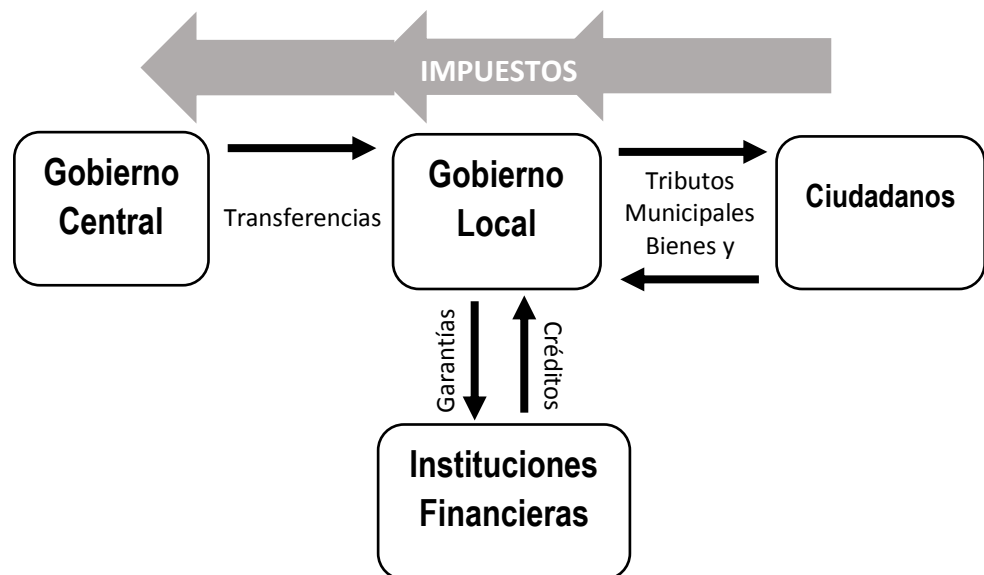 IMPUESTOS
Gobierno
Central
Transferencias
Gobierno
Local
Tributos
Municipales
Bienes y
Ciudadanos
Garantías
Créditos
Instituciones
Financieras